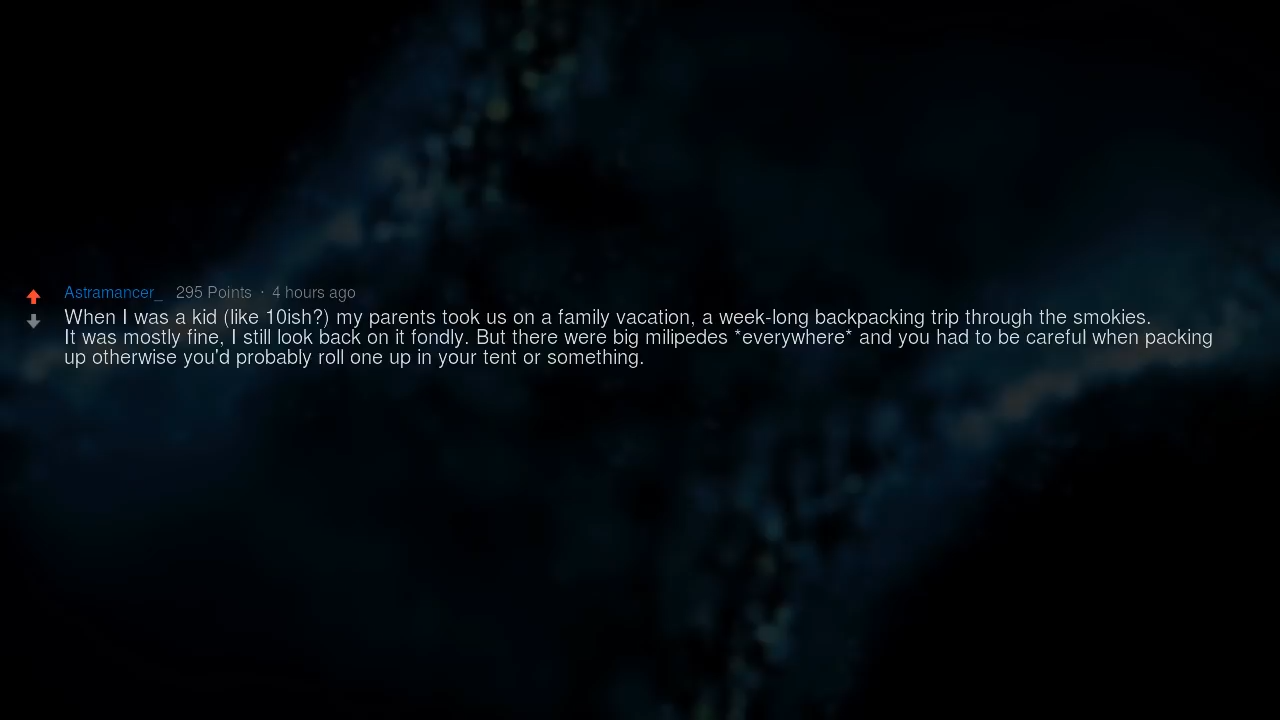 Astramancer_ 295 Points · 4 hours ago
When I was a kid (like 10ish?) my parents took us on a family vacation, a week-long backpacking trip through the smokies.
It was mostly fine, I still look back on it fondly. But there were big milipedes *everywhere* and you had to be careful when packing
up otherwise you'd probably roll one up in your tent or something.